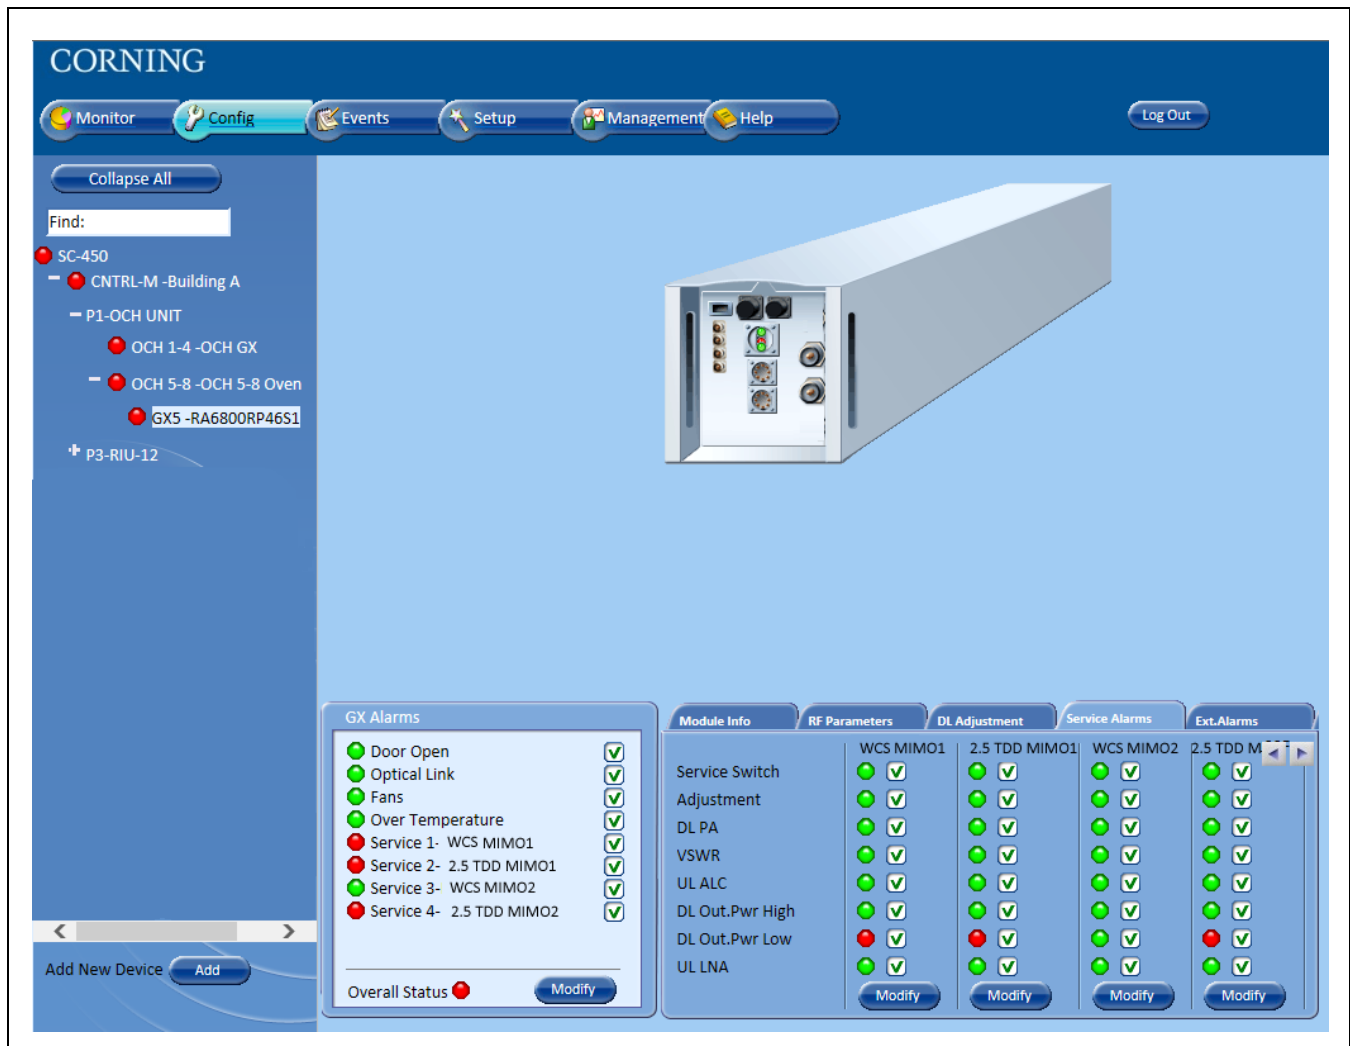 CORNING
Monitor Config Events Setup Management Help Log Out
Collapse All
Find:
SC-450
CNTRL-M -Building A
P1-OCH UNIT
OCH 1-4 -OCH GX
OCH 5-8 -OCH 5-8 Oven
GX5 -RA6800RP46S1
P3-RIU-12
Add New Device Add
GX Alarms
Door Open
Optical Link
Fans
Over Temperature
Service 1- WCS MIMO1
Service 2- 2.5 TDD MIMO1
Service 3- WCS MIMO2
Service 4- 2.5 TDD MIMO2
Overall Status Modify
Module Info RF Parameters DL Adjustment Service Alarms Ext.Alarms
WCS MIMO1 2.5 TDD MIMO1 WCS MIMO2 2.5 TDD
Service Switch
Adjustment
DL PA
VSWR
UL ALC
DL Out.Pwr High
DL Out.Pwr Low
UL LNA
Modify Modify Modify Modify